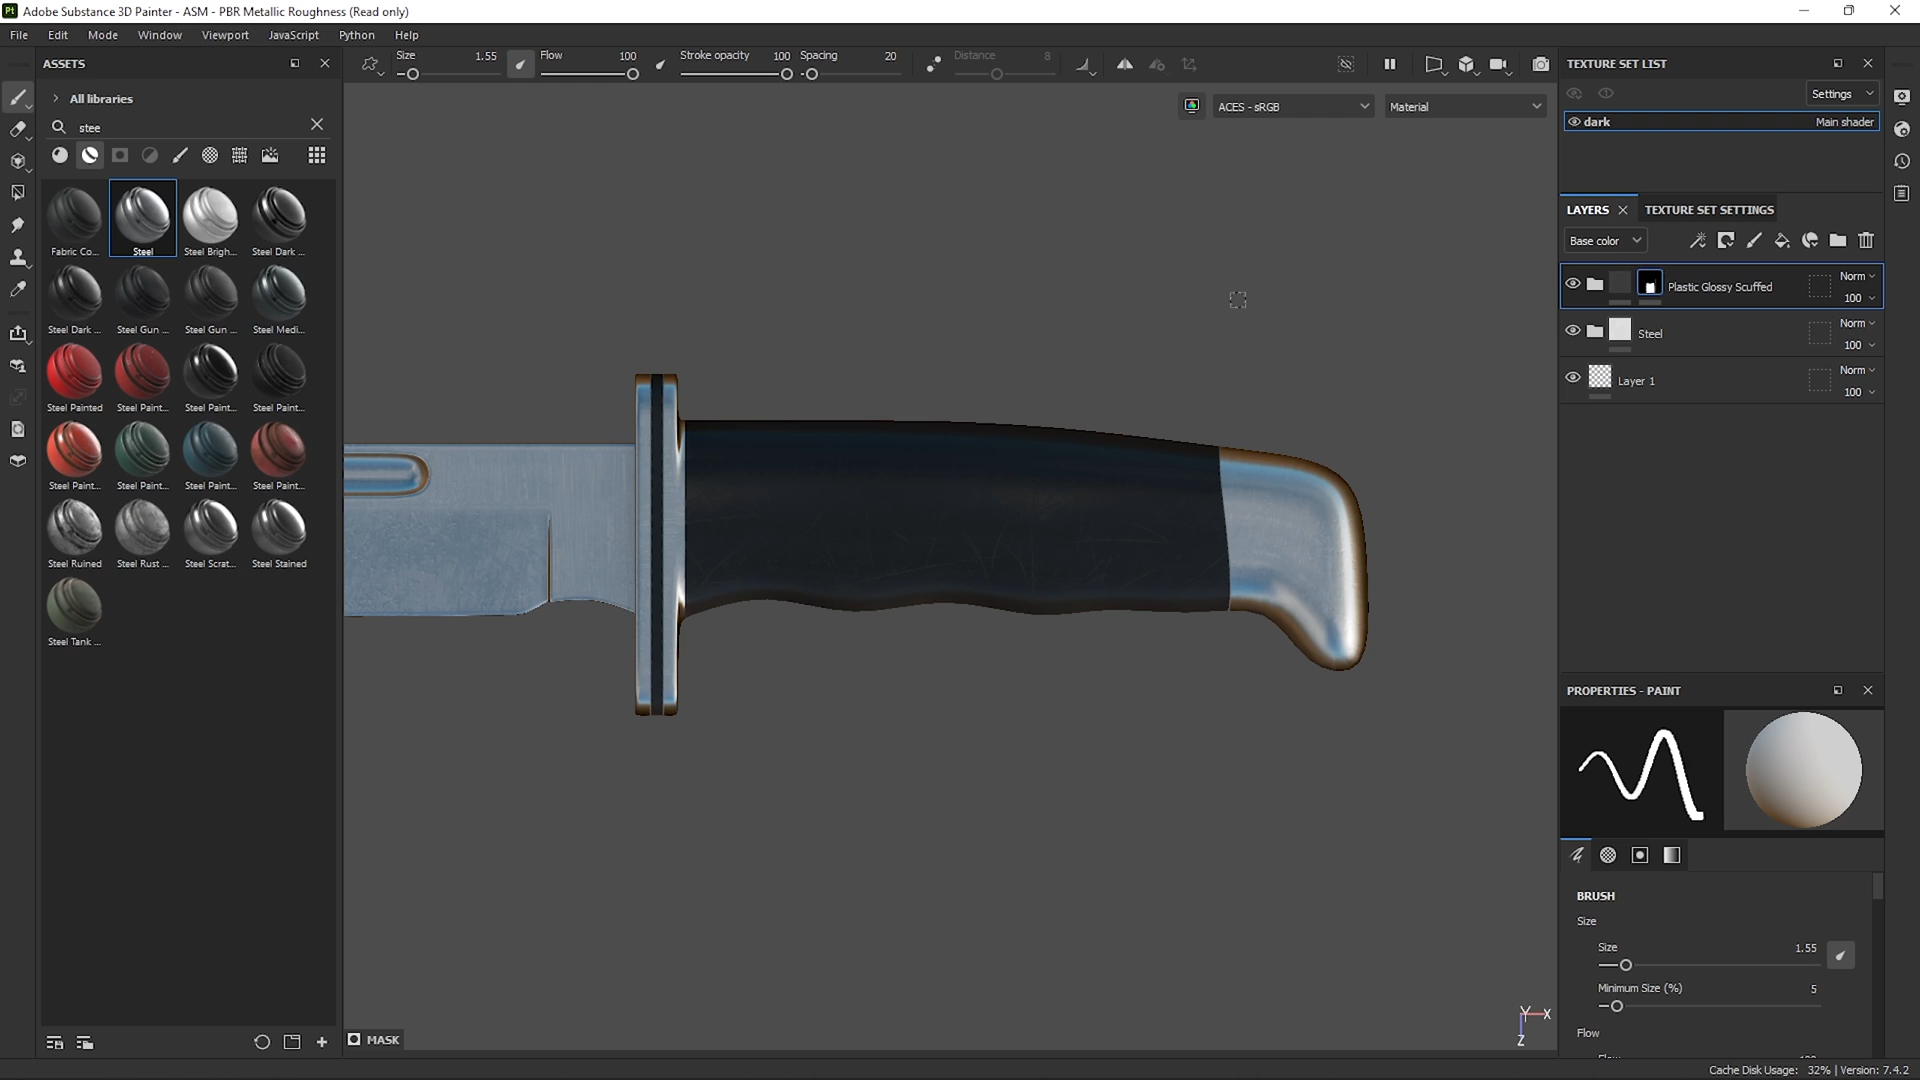 Pt Adobe Substance 3D Painter - ASM - PBR Metallic Roughness (Read only)
File Edit Mode Window Viewport JavaScript Python Help
ASSETS
Size 1.55 Flow 100 Stroke opacity 100 Spacing 20 Distance 8
TEXTURE SET LIST
All libraries
Settings
ACES - sRGB
Material
dark Main shader
stee
LAYERS TEXTURE SET SETTINGS
Base color
Fabric Co... Steel Steel Brigh... Steel Dark ...
Plastic Glossy Scuffed Norm 100
Steel Dark ... Steel Gun ... Steel Gun ... Steel Medi...
Steel Norm 100
Layer 1 Norm 100
Steel Painted Steel Paint... Steel Paint... Steel Paint...
Steel Paint... Steel Paint... Steel Paint... Steel Paint...
Steel Ruined Steel Rust ... Steel Scrat... Steel Stained
Steel Tank ...
PROPERTIES - PAINT
BRUSH
Size
Size 1.55
Minimum Size (%) 5
Flow
Y X
Z
MASK
Cache Disk Usage: 32% | Version: 7.4.2